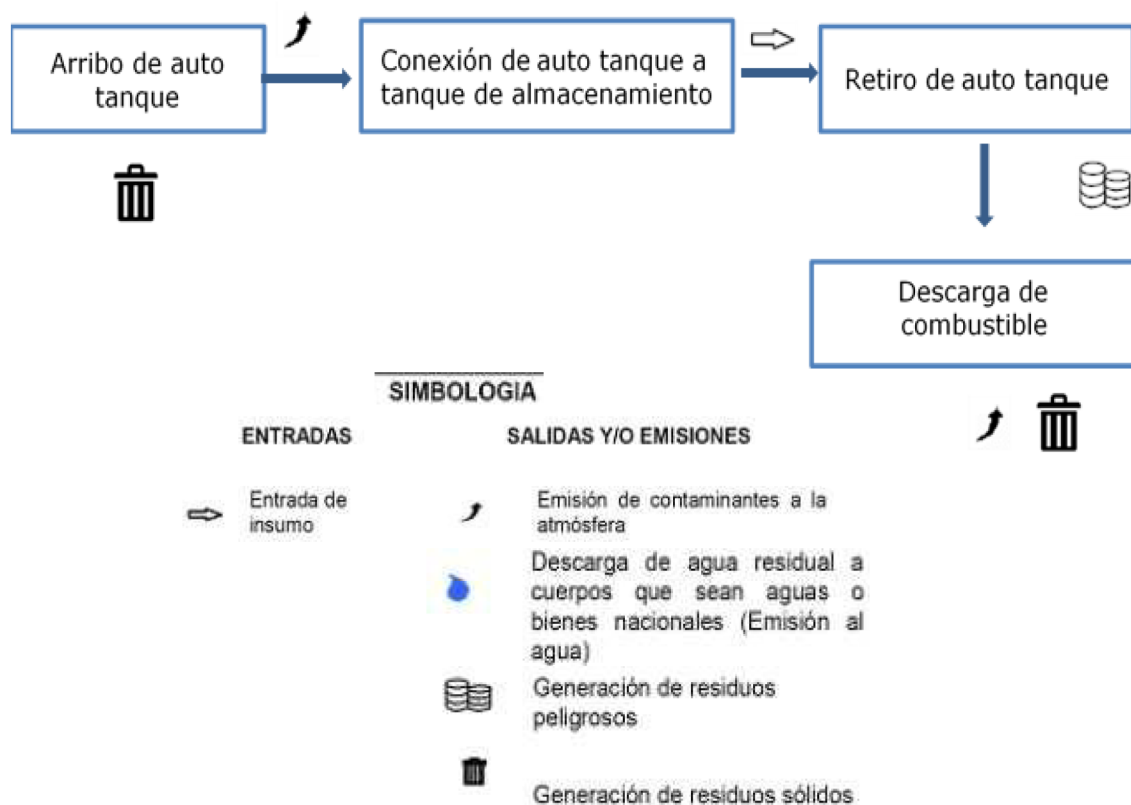 Arribo de auto
tanque
Conexión de auto tanque a
tanque de almacenamiento
Retiro de auto tanque
Descarga de
combustible
SIMBOLOGIA
ENTRADAS
SALIDAS Y/O EMISIONES
Entrada de
insumo
Emisión de contaminantes a la
atmósfera
Descarga de agua residual a
cuerpos que sean aguas o
bienes nacionales (Emisión al
agua)
Generación de residuos
peligrosos
Generación de residuos sólidos